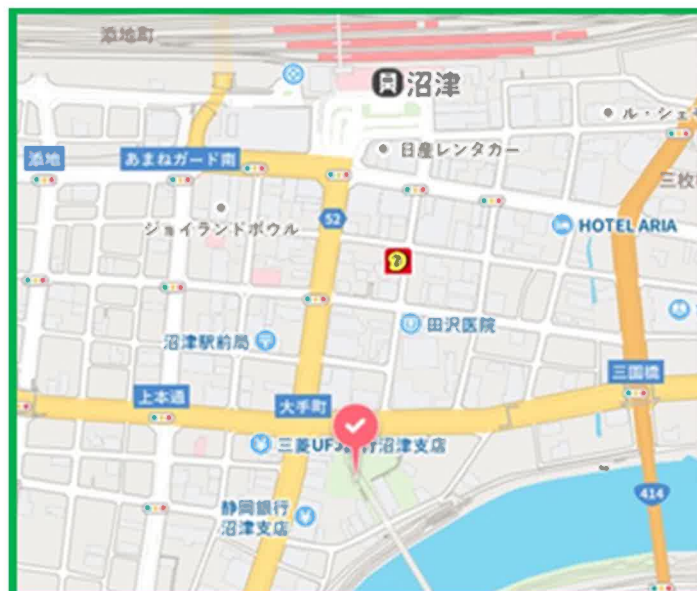 添地町
沼津
ル・シェ
添地
あまねガード南
日産レンタカー
三枚
ジョイランドボウル
52
HOTEL ARIA
?
沼津駅前局
田沢医院
上本通
大手町
三園橋
三菱UFJ銀行沼津支店
静岡銀行
沼津支店
414